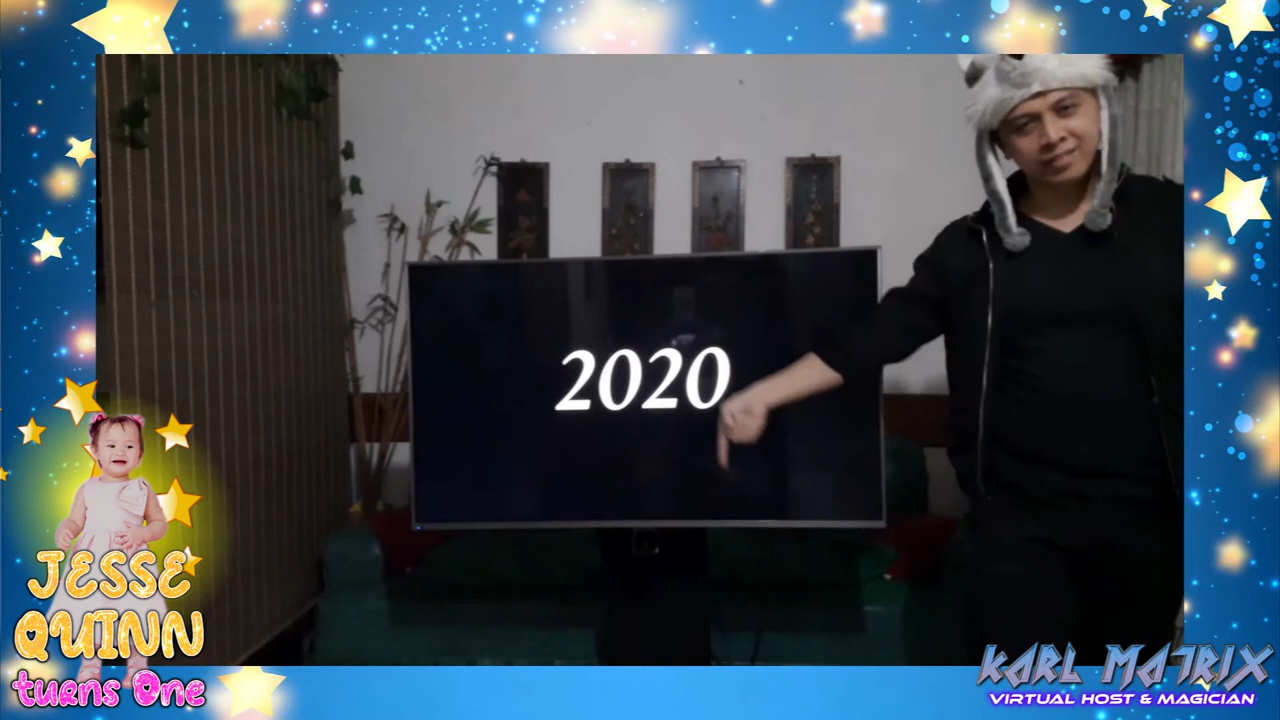 2020
JESSE
QUINN
turns One
KARL MATRIX
VIRTUAL HOST & MAGICIAN